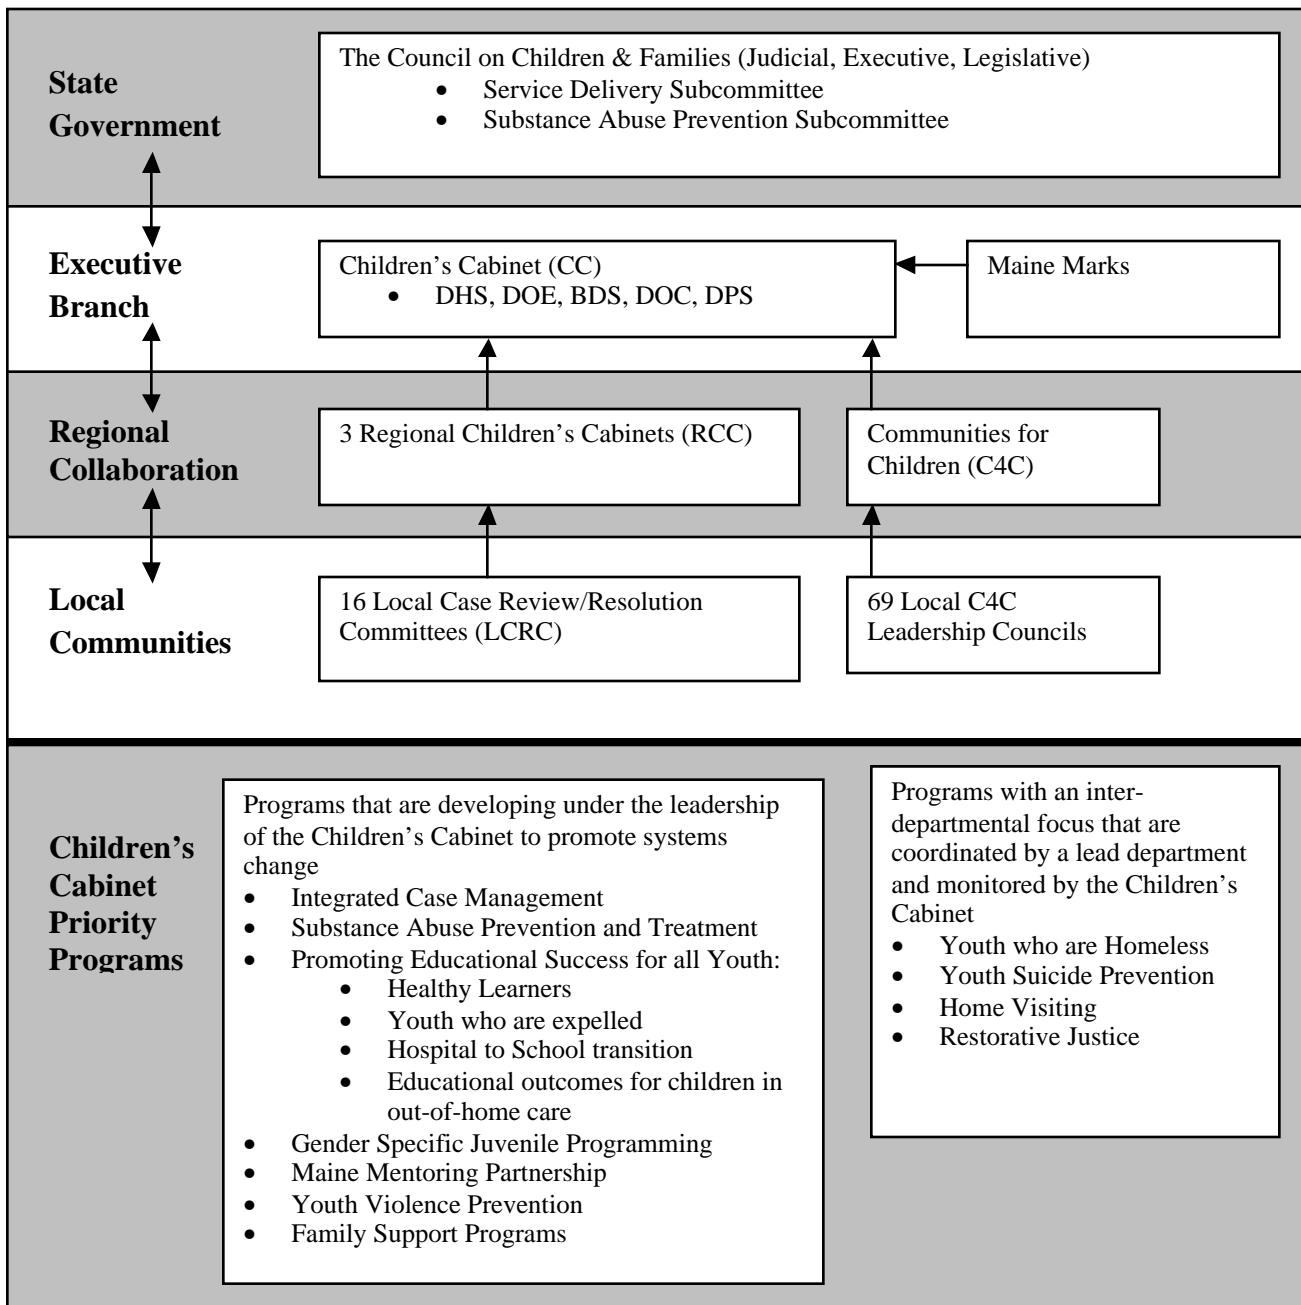 State
Government
The Council on Children & Families (Judicial, Executive, Legislative)
• Service Delivery Subcommittee
• Substance Abuse Prevention Subcommittee
Executive
Branch
Children’s Cabinet (CC)
• DHS, DOE, BDS, DOC, DPS
Maine Marks
Regional
Collaboration
3 Regional Children’s Cabinets (RCC)
Communities for
Children (C4C)
Local
Communities
16 Local Case Review/Resolution
Committees (LCRC)
69 Local C4C
Leadership Councils
Children’s
Cabinet
Priority
Programs
Programs that are developing under the leadership
of the Children’s Cabinet to promote systems
change
• Integrated Case Management
• Substance Abuse Prevention and Treatment
• Promoting Educational Success for all Youth:
• Healthy Learners
• Youth who are expelled
• Hospital to School transition
• Educational outcomes for children in
out-of-home care
• Gender Specific Juvenile Programming
• Maine Mentoring Partnership
• Youth Violence Prevention
• Family Support Programs
Programs with an inter-
departmental focus that are
coordinated by a lead department
and monitored by the Children’s
Cabinet
• Youth who are Homeless
• Youth Suicide Prevention
• Home Visiting
• Restorative Justice